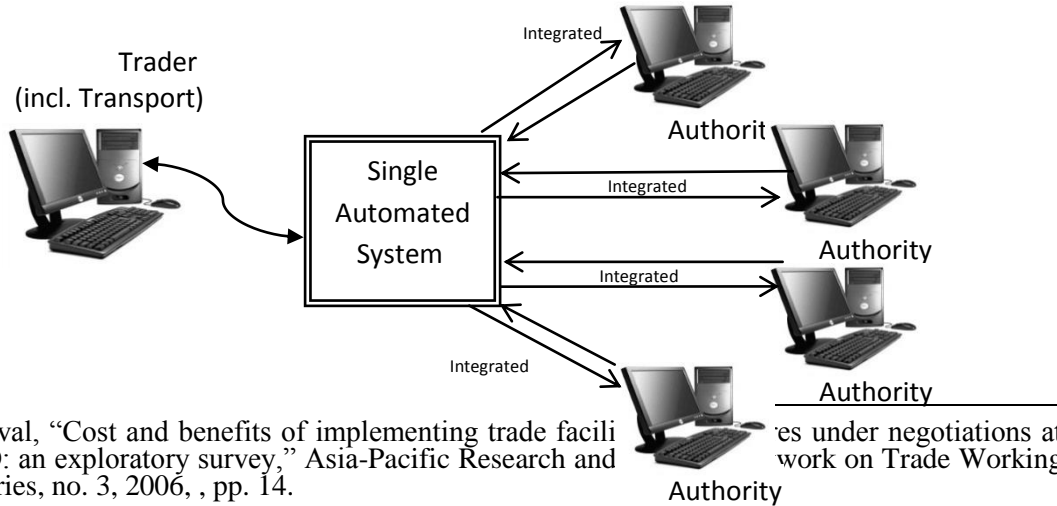 Integrated
Trader
(incl. Transport)
Authorit
Single
Automated
System
Integrated
Authority
Integrated
Integrated
Authority
val, “Cost and benefits of implementing trade facili es under negotiations at
: an exploratory survey,” Asia-Pacific Research and work on Trade Working
ries, no. 3, 2006, , pp. 14.
Authority